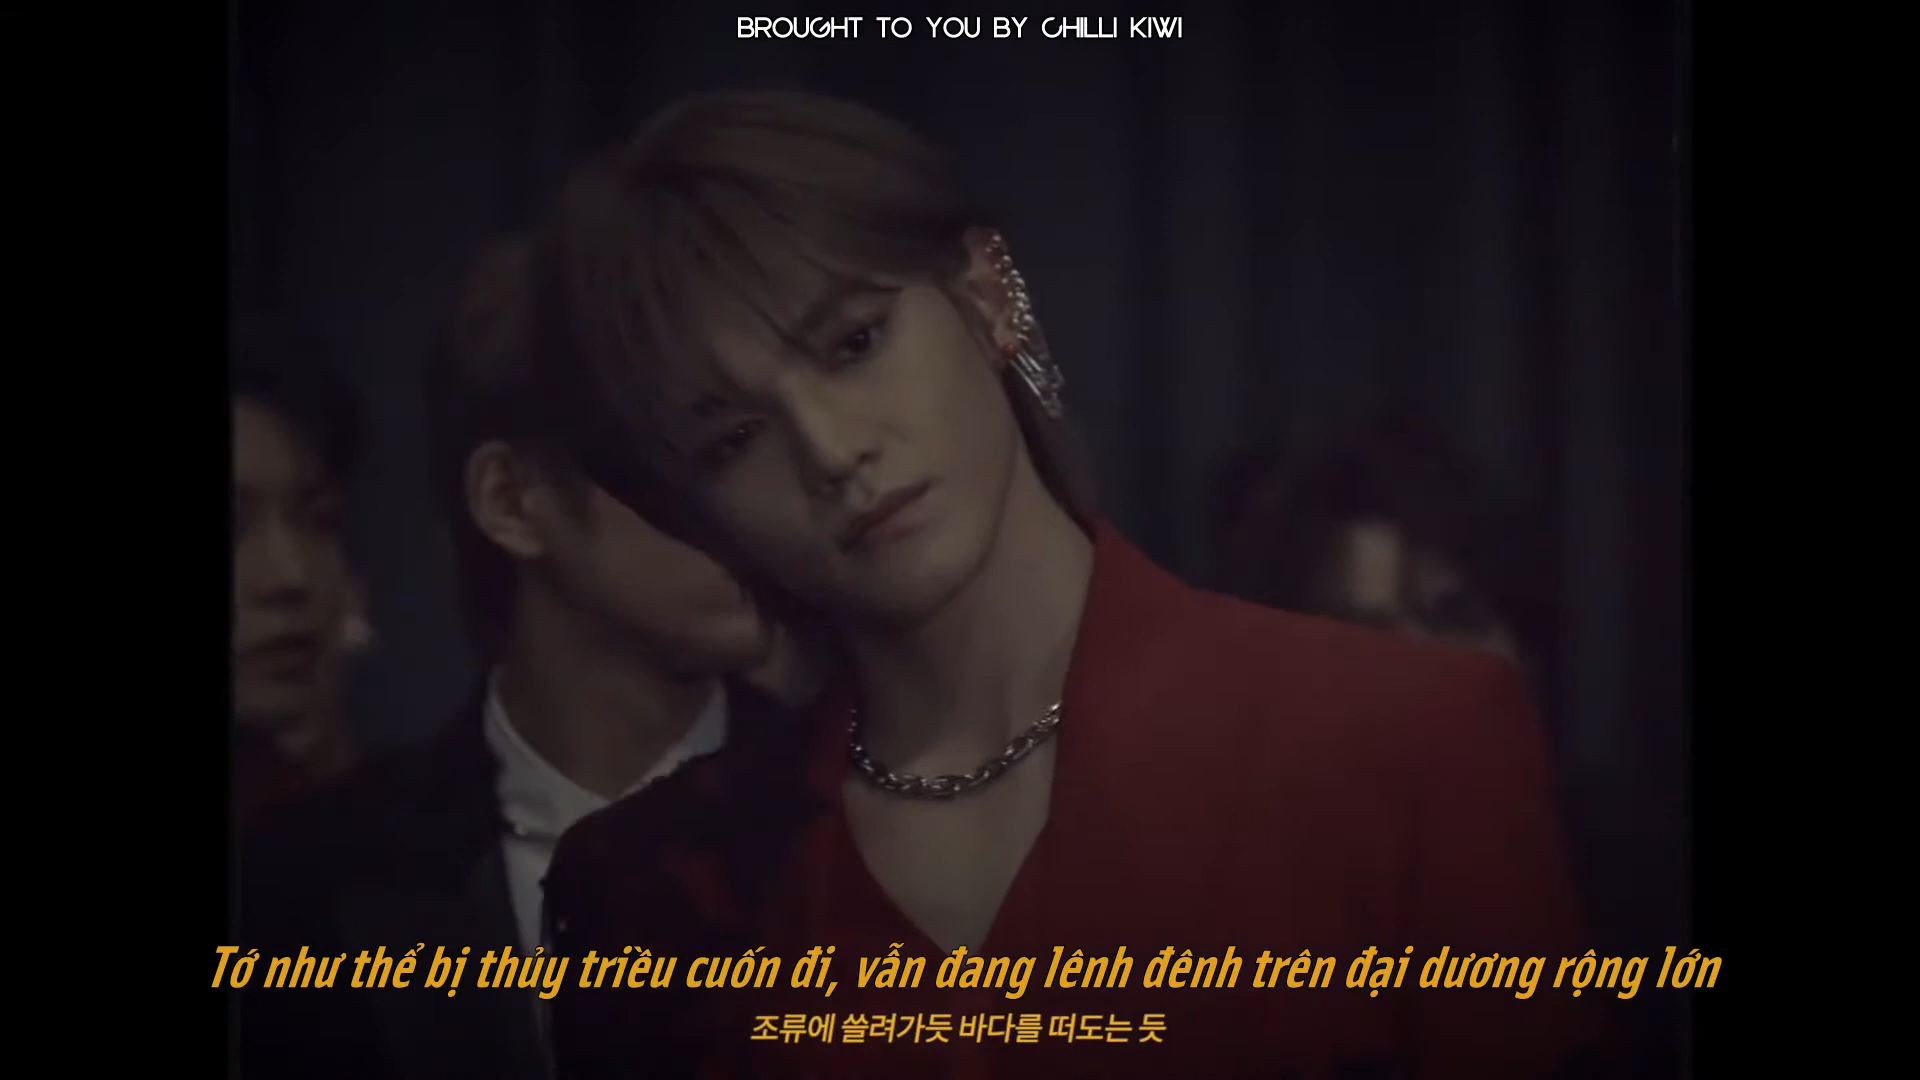 BROUGHT TO YOU BY CHILLI KIWI
Tớ như thể bị thủy triều cuốn đi, vẫn đang lênh đênh trên đại dương rộng lớn
조류에 쓸려가듯 바다를 떠도는 듯